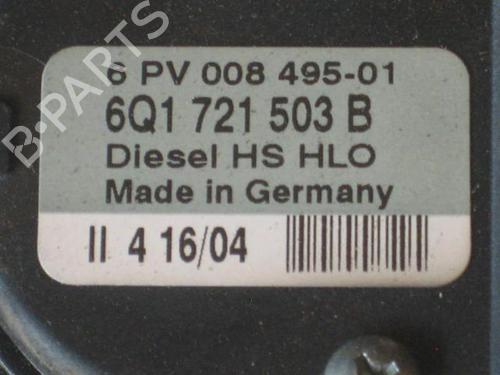 B-PARTS
6 PV 008 495-01
6Q1 721 503 B
Diesel HS HLO
Made in Germany
II 4 16/04